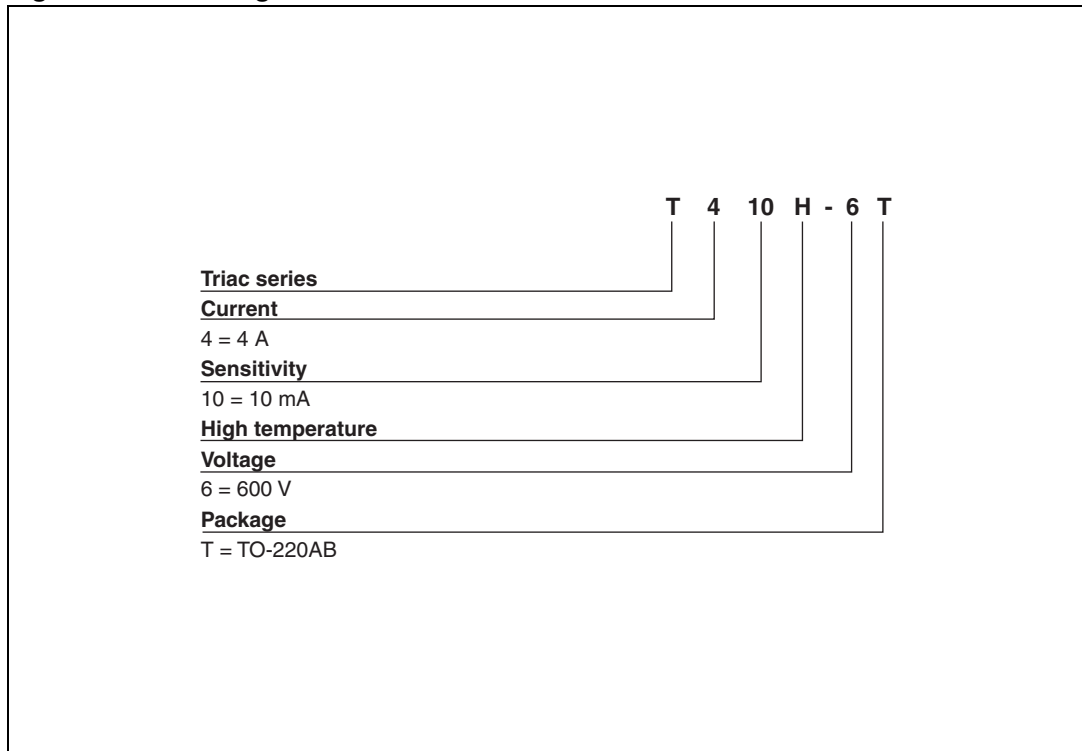 T 4 10 H - 6 T
Triac series
Current
4 = 4 A
Sensitivity
10 = 10 mA
High temperature
Voltage
6 = 600 V
Package
T = TO-220AB